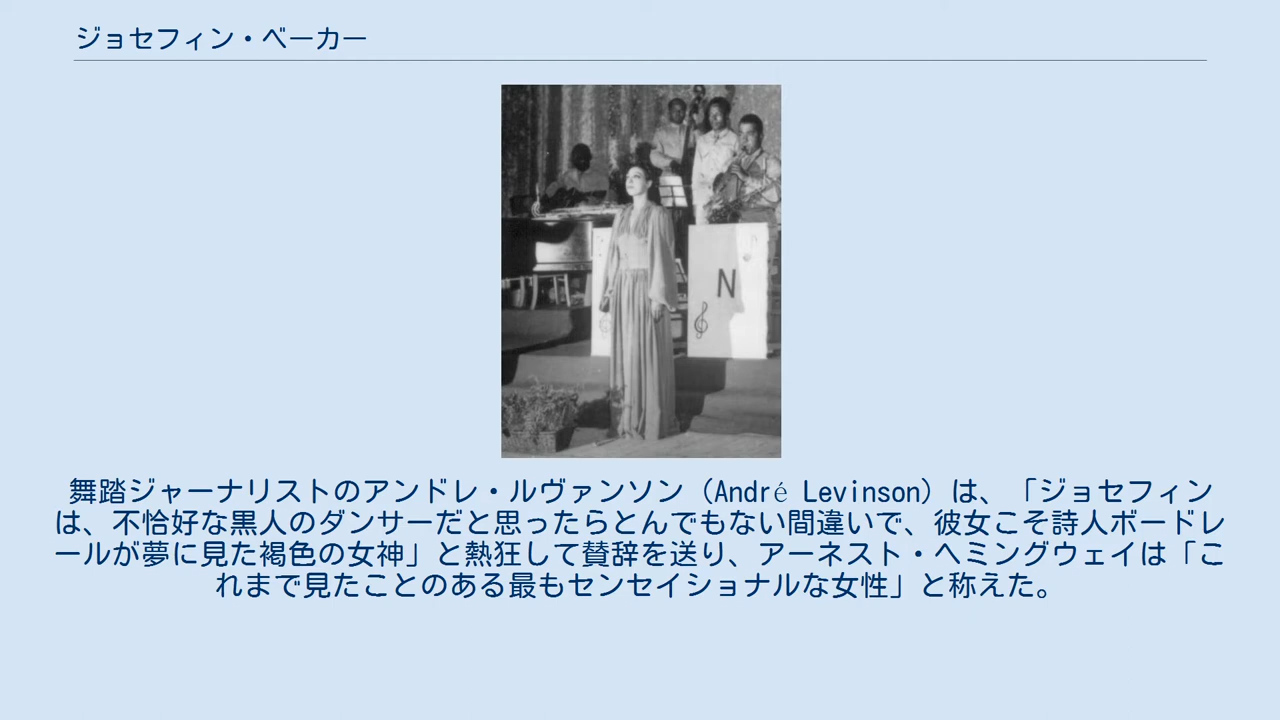 ジョセフィン・ベーカー
N
舞踏ジャーナリストのアンドレ・ルヴァンソン（André Levinson）は、「ジョセフィン
は、不恰好な黒人のダンサーだと思ったらとんでもない間違いで、彼女こそ詩人ボードレ
ールが夢に見た褐色の女神」と熱狂して賛辞を送り、アーネスト・ヘミングウェイは「こ
れまで見たことのある最もセンセイショナルな女性」と称えた。